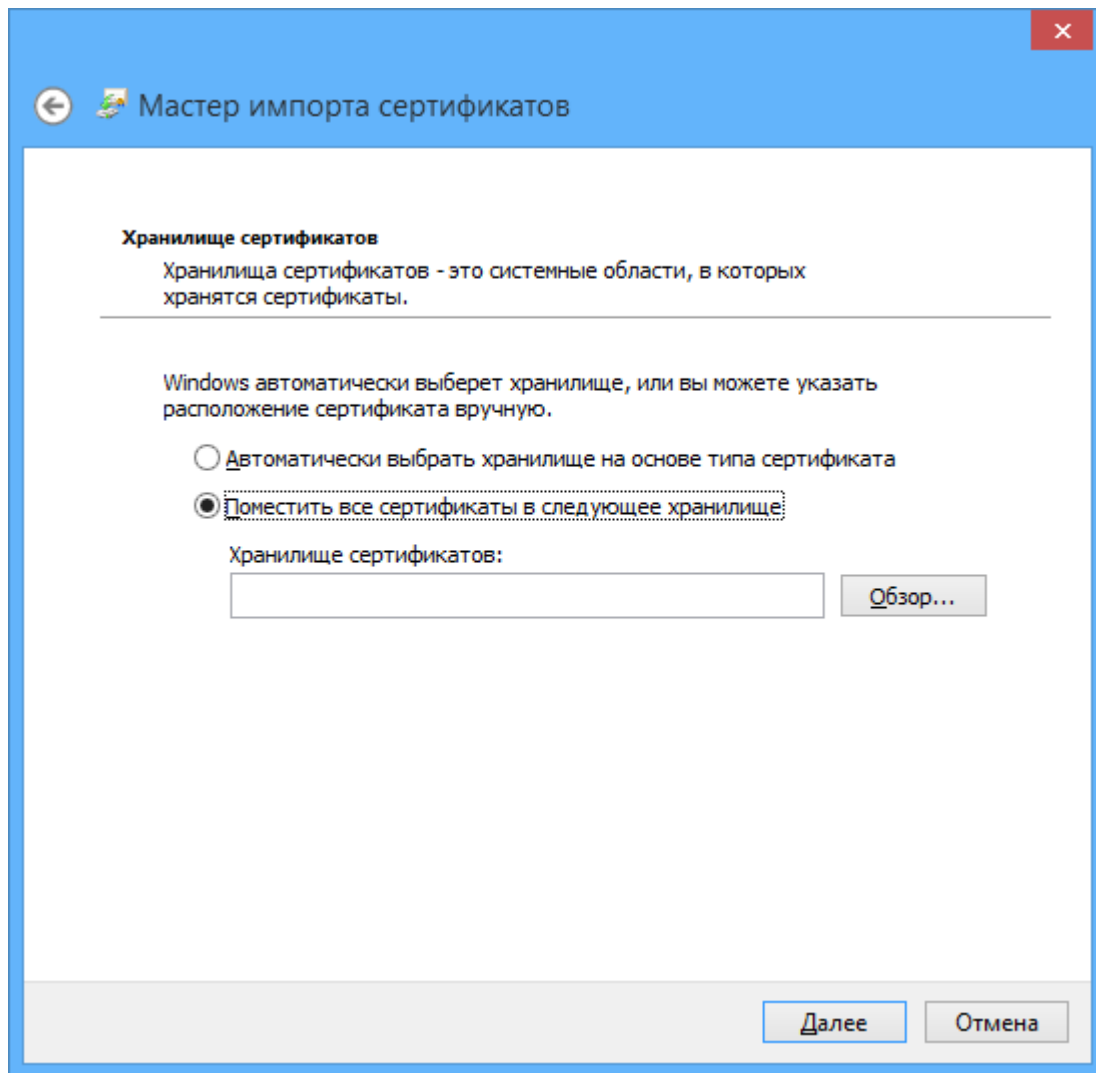 Мастер импорта сертификатов
Хранилище сертификатов
Хранилища сертификатов - это системные области, в которых
хранятся сертификаты.
Windows автоматически выберет хранилище, или вы можете указать
расположение сертификата вручную.
Автоматически выбрать хранилище на основе типа сертификата
Поместить все сертификаты в следующее хранилище
Хранилище сертификатов:
Обзор...
Далее
Отмена